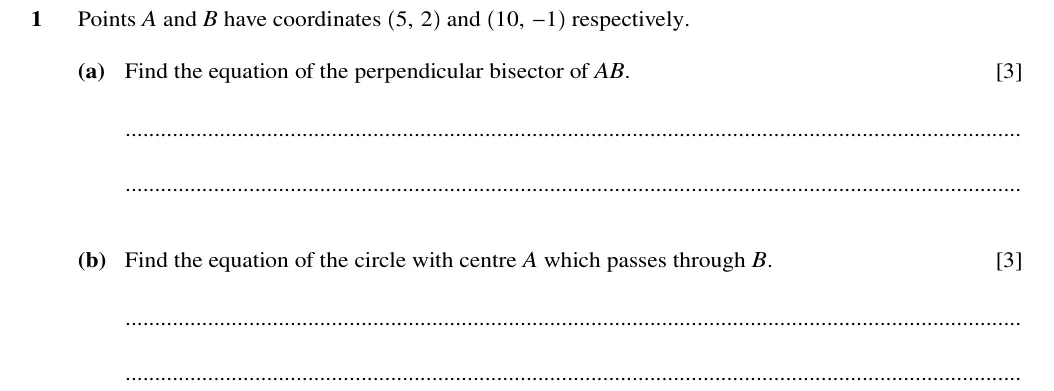 1 Points A and B have coordinates (5, 2) and (10, −1) respectively.
(a) Find the equation of the perpendicular bisector of AB. [3]
(b) Find the equation of the circle with centre A which passes through B. [3]